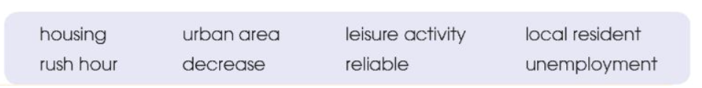 housing urban area leisure activity local resident
rush hour decrease reliable unemployment